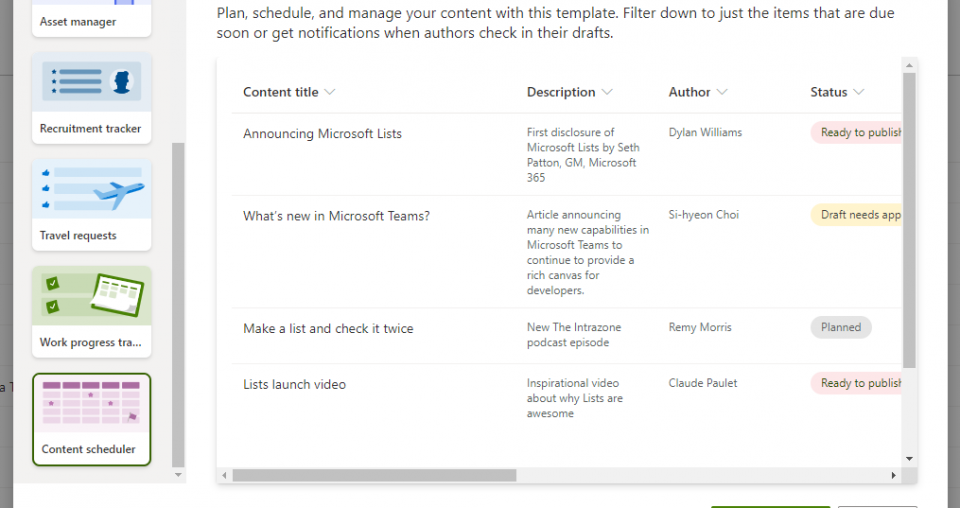 Asset manager
Recruitment tracker
Travel requests
Work progress tra...
Content scheduler
Plan, schedule, and manage your content with this template. Filter down to just the items that are due
soon or get notifications when authors check in their drafts.
Content title Description Author Status
Announcing Microsoft Lists
First disclosure of
Microsoft Lists by Seth
Patton, GM, Microsoft
365
Dylan Williams
Ready to publish
What's new in Microsoft Teams?
Article announcing
many new capabilities in
Microsoft Teams to
continue to provide a
rich canvas for
developers.
Si-hyeon Choi
Draft needs app
Make a list and check it twice
New The Intrazone
podcast episode
Remy Morris
Planned
Lists launch video
Inspirational video
about why Lists are
awesome
Claude Paulet
Ready to publish